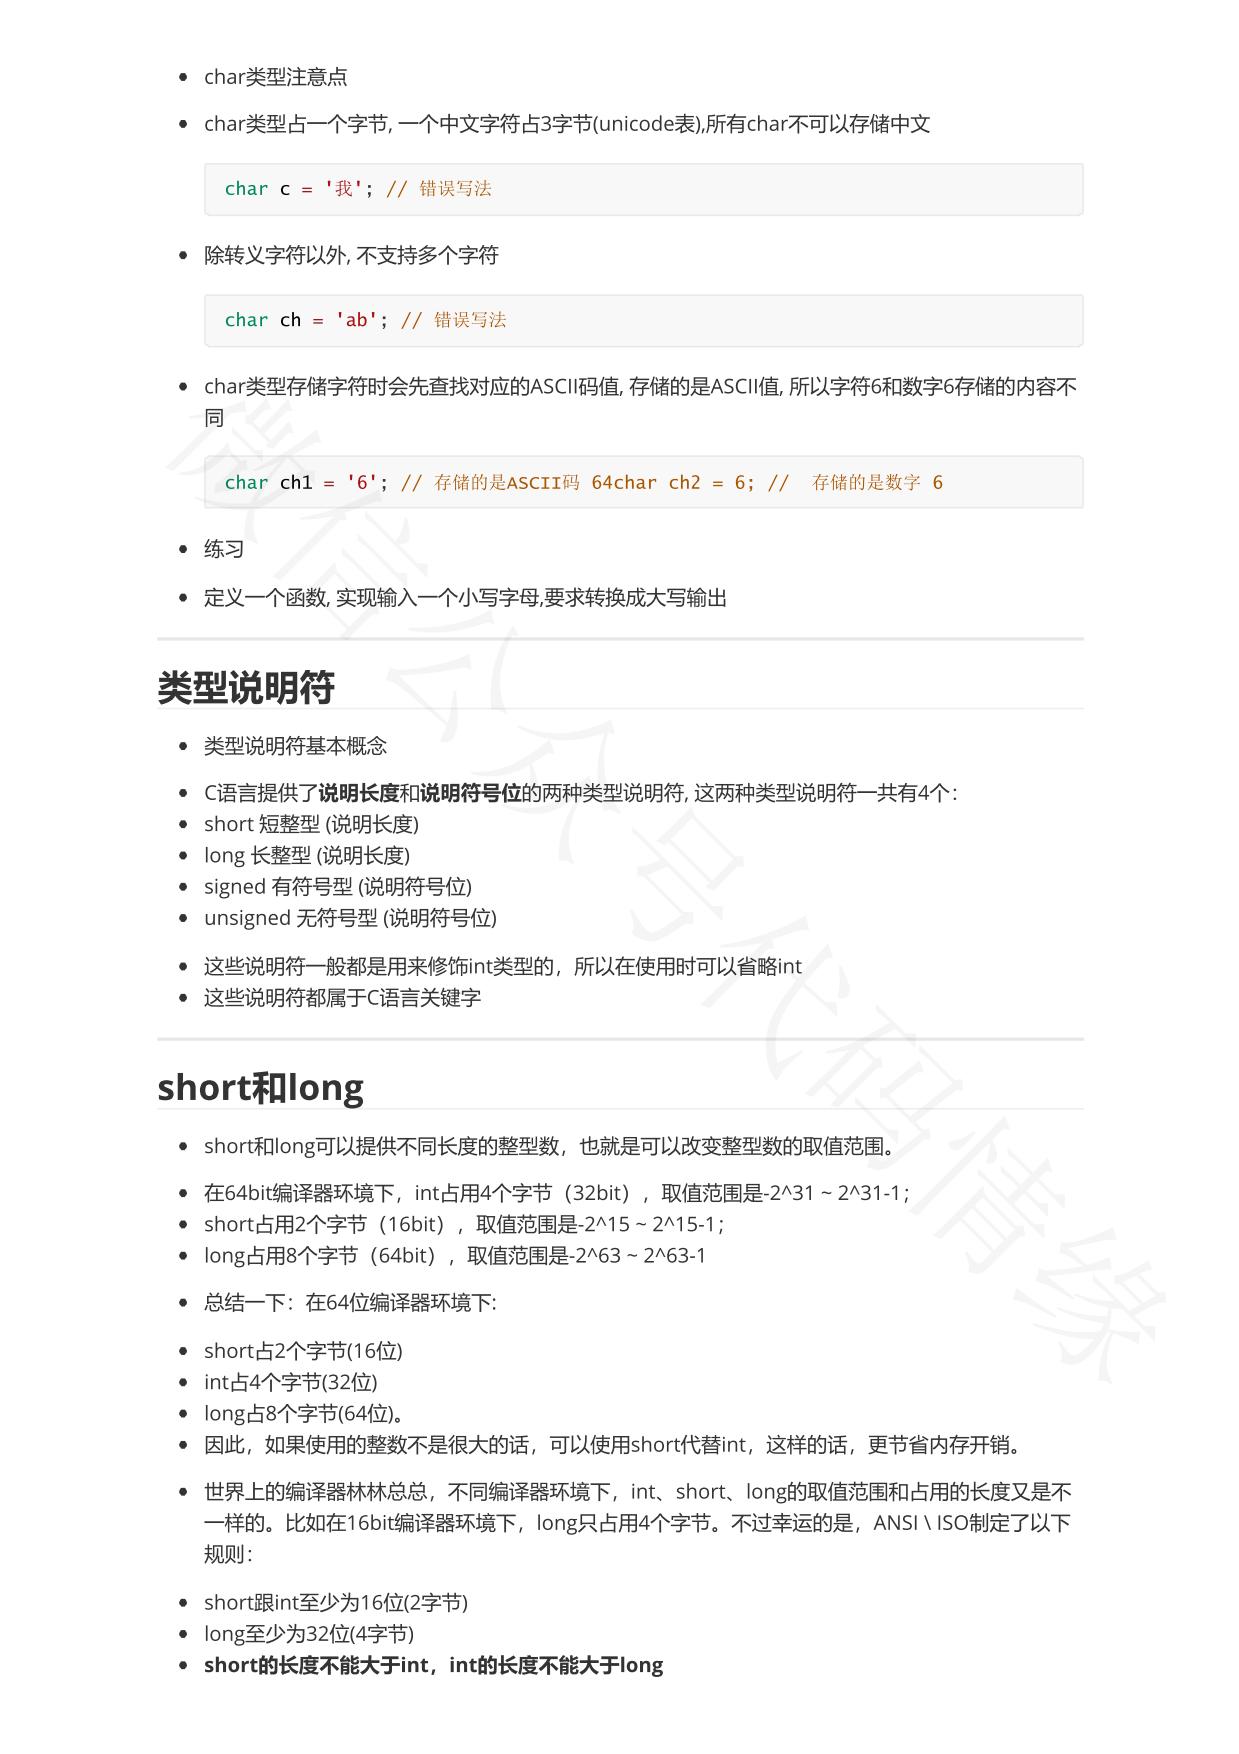 char类型注意点
char类型占一个字节, 一个中文字符占3字节(unicode表),所有char不可以存储中文
char c = '我'; // 错误写法
除转义字符以外, 不支持多个字符
char ch = 'ab'; // 错误写法
char类型存储字符时会先查找对应的ASCII码值, 存储的是ASCII值, 所以字符6和数字6存储的内容不
同
char ch1 = '6'; // 存储的是ASCII码 64char ch2 = 6; //  存储的是数字 6
练习
定义一个函数, 实现输入一个小写字母,要求转换成大写输出
类型说明符
类型说明符基本概念
C语言提供了说明长度和说明符号位的两种类型说明符, 这两种类型说明符一共有4个：
short 短整型 (说明长度)
long 长整型 (说明长度)
signed 有符号型 (说明符号位)
unsigned 无符号型 (说明符号位)
这些说明符一般都是用来修饰int类型的，所以在使用时可以省略int
这些说明符都属于C语言关键字
short和long
short和long可以提供不同长度的整型数，也就是可以改变整型数的取值范围。
在64bit编译器环境下，int占用4个字节（32bit），取值范围是-2^31 ~ 2^31-1；
short占用2个字节（16bit），取值范围是-2^15 ~ 2^15-1；
long占用8个字节（64bit），取值范围是-2^63 ~ 2^63-1
总结一下：在64位编译器环境下:
short占2个字节(16位)
int占4个字节(32位)
long占8个字节(64位)。
因此，如果使用的整数不是很大的话，可以使用short代替int，这样的话，更节省内存开销。
世界上的编译器林林总总，不同编译器环境下，int、short、long的取值范围和占用的长度又是不
一样的。比如在16bit编译器环境下，long只占用4个字节。不过幸运的是，ANSI \ ISO制定了以下
规则：
short跟int至少为16位(2字节)
long至少为32位(4字节)
short的长度不能大于int，int的长度不能大于long
微信公众号代码情缘